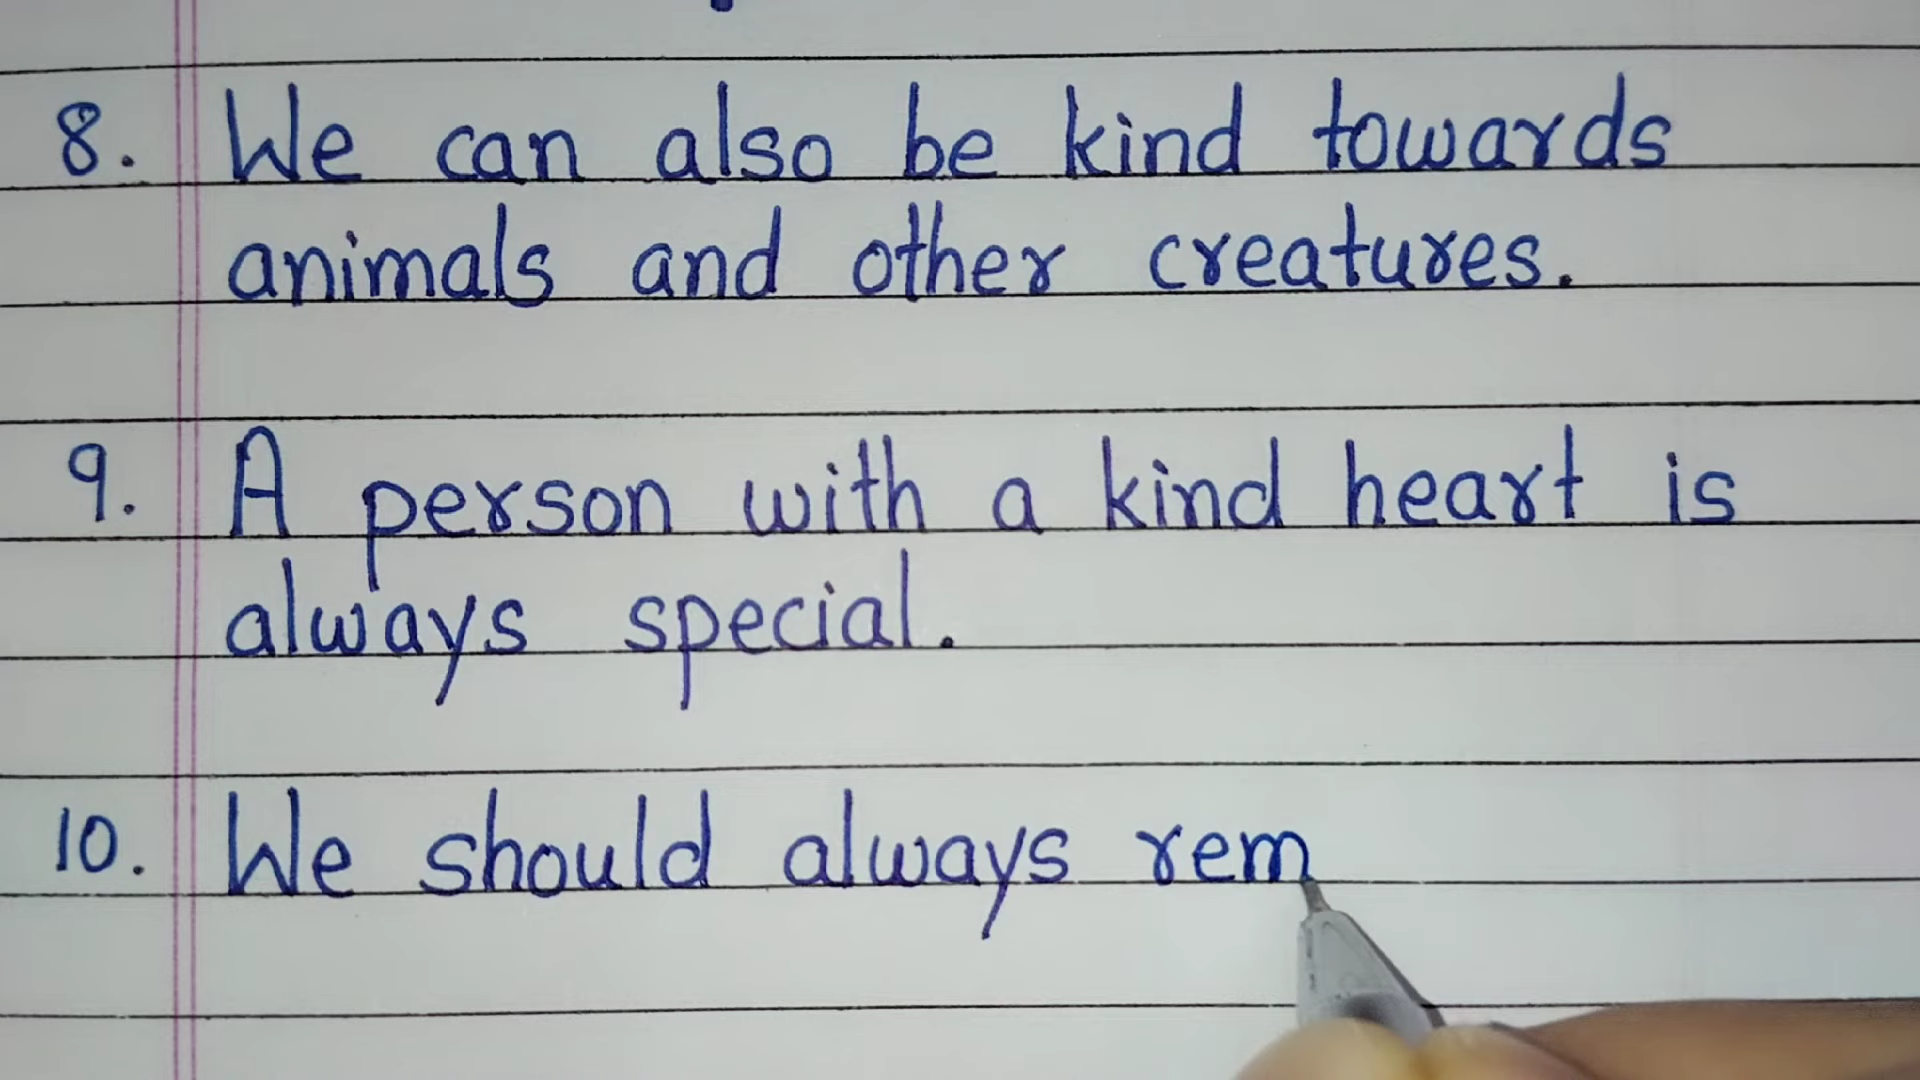 8. We can also be kind towards
animals and other creatures.
9. A person with a kind heart is
always special.
10. We should always rem